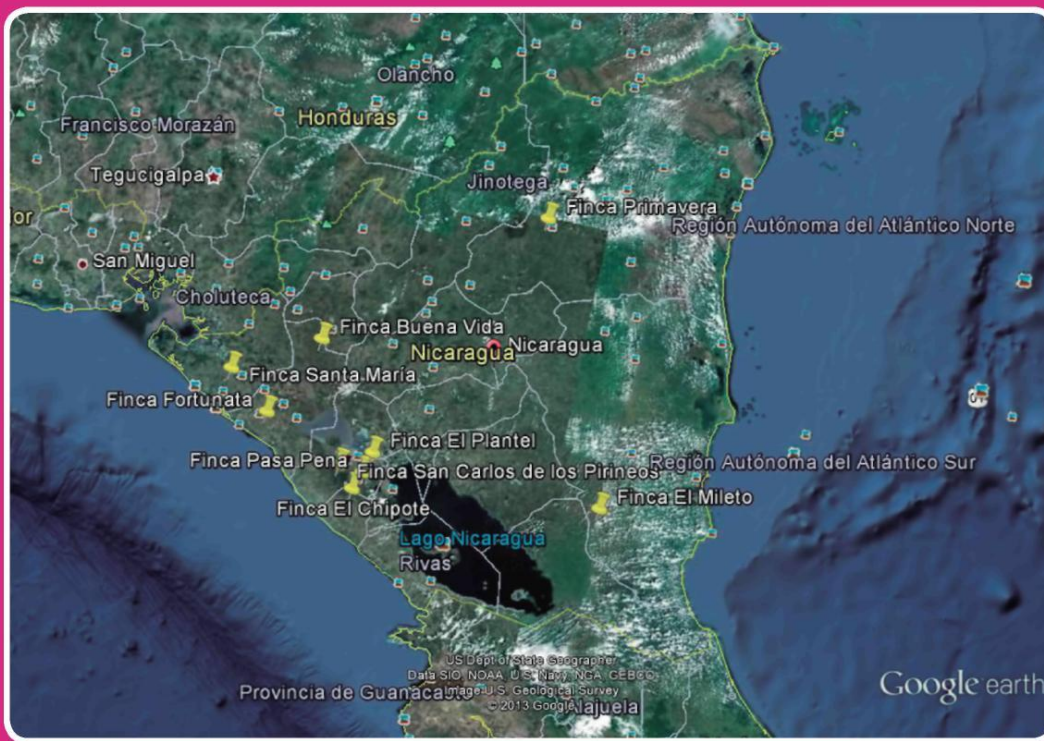 Olancho
Honduras
Francisco Morazán
Tegucigalpa
Jinotega
Finca Primavera
Región Autónoma del Atlántico Norte
San Miguel
Choluteca
Finca Buena Vida
Nicaragua
Nicaragua
Finca Santa María
Finca Fortunata
Finca El Plantel
Finca Pasa Pena
Finca San Carlos de los Pirineos
Región Autónoma del Atlántico Sur
Finca El Mileto
Finca El Chipote
Lago Nicaragua
Rivas
US Dept of State Geographer
Data SIO, NOAA, U.S. Navy, NGA, GEBCO
Image U.S. Geological Survey
© 2013 Google
Provincia de Guanacaste
Alajuela
Google earth